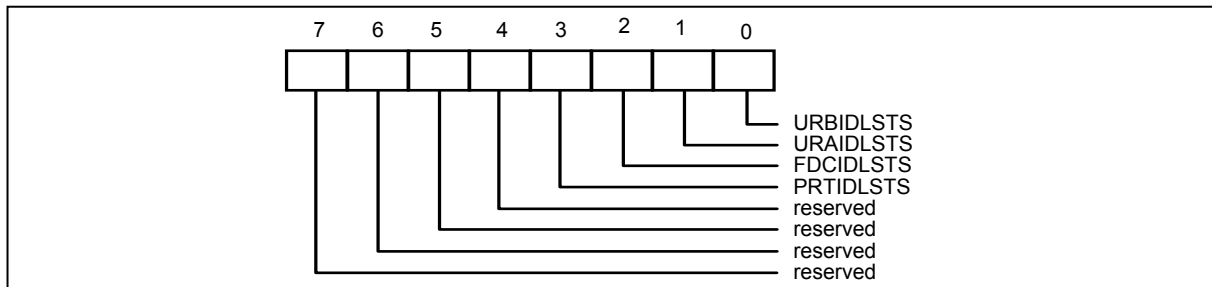 7 6 5 4 3 2 1 0
URBIDLSTS
URAIDLSTS
FDCIDLSTS
PRTIDLSTS
reserved
reserved
reserved
reserved